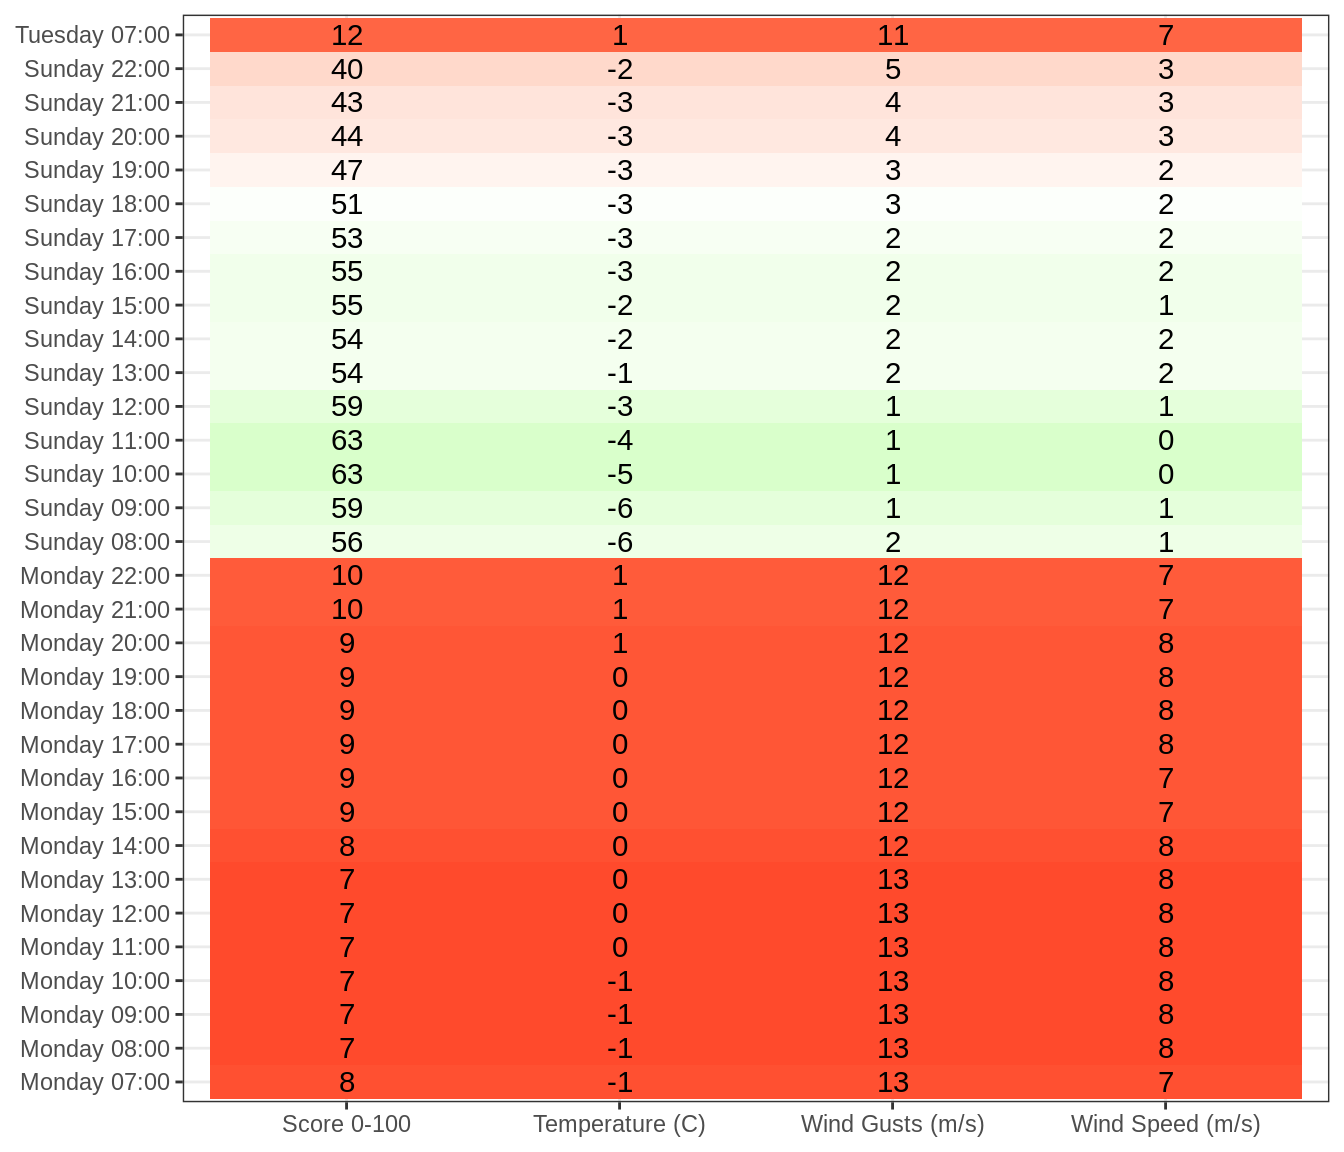 Tuesday 07:00 12 1 11 7
Sunday 22:00 40 -2 5 3
Sunday 21:00 43 -3 4 3
Sunday 20:00 44 -3 4 3
Sunday 19:00 47 -3 3 2
Sunday 18:00 51 -3 3 2
Sunday 17:00 53 -3 2 2
Sunday 16:00 55 -3 2 2
Sunday 15:00 55 -2 2 1
Sunday 14:00 54 -2 2 2
Sunday 13:00 54 -1 2 2
Sunday 12:00 59 -3 1 1
Sunday 11:00 63 -4 1 0
Sunday 10:00 63 -5 1 0
Sunday 09:00 59 -6 1 1
Sunday 08:00 56 -6 2 1
Monday 22:00 10 1 12 7
Monday 21:00 10 1 12 7
Monday 20:00 9 1 12 8
Monday 19:00 9 0 12 8
Monday 18:00 9 0 12 8
Monday 17:00 9 0 12 8
Monday 16:00 9 0 12 7
Monday 15:00 9 0 12 7
Monday 14:00 8 0 12 8
Monday 13:00 7 0 13 8
Monday 12:00 7 0 13 8
Monday 11:00 7 0 13 8
Monday 10:00 7 -1 13 8
Monday 09:00 7 -1 13 8
Monday 08:00 7 -1 13 8
Monday 07:00 8 -1 13 7
Score 0-100 Temperature (C) Wind Gusts (m/s) Wind Speed (m/s)